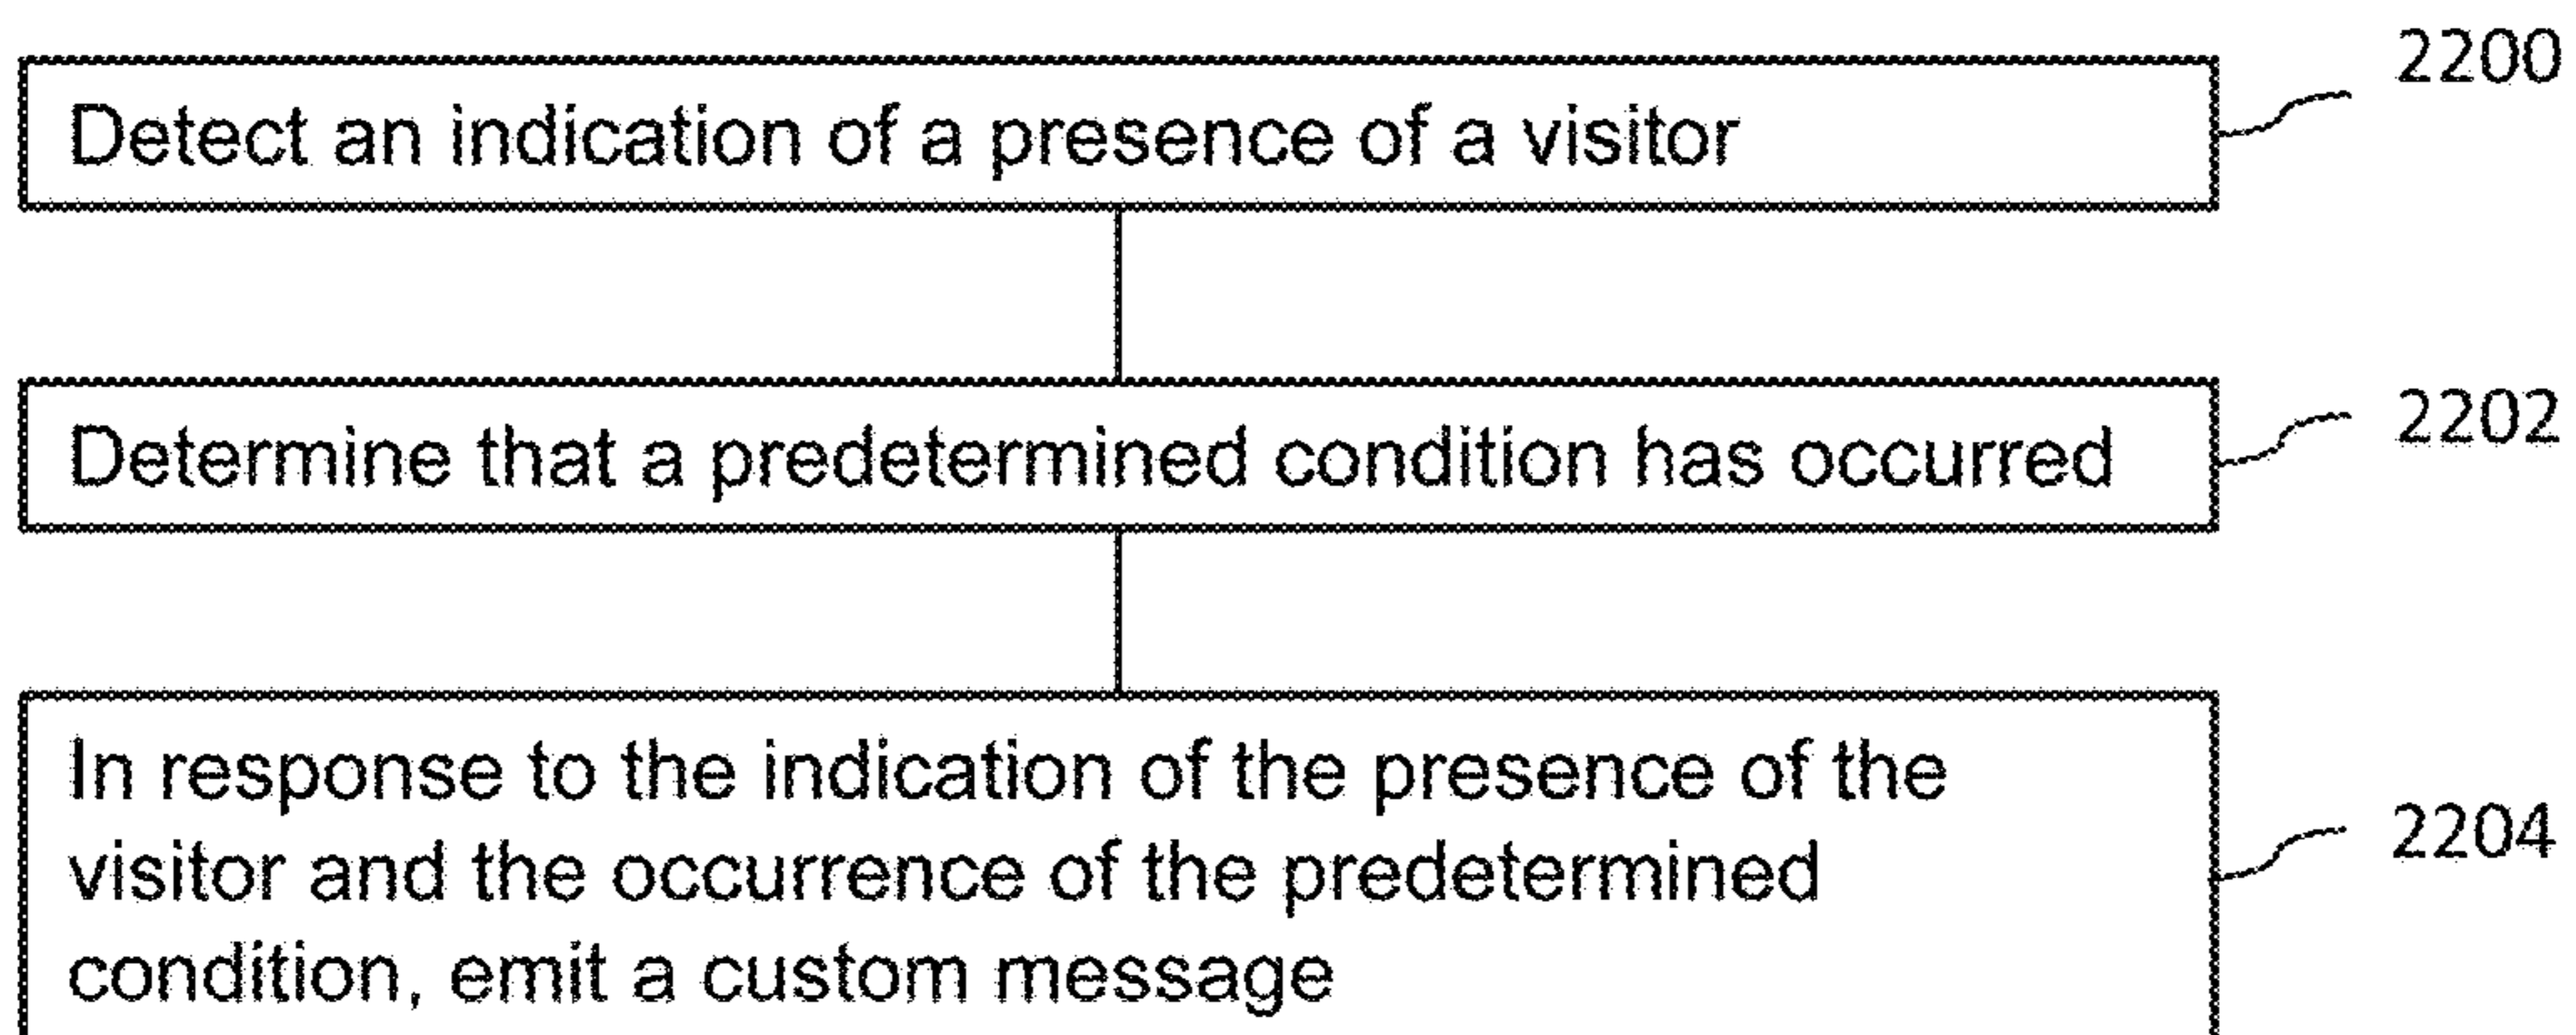 2200
Detect an indication of a presence of a visitor
2202
Determine that a predetermined condition has occurred
In response to the indication of the presence of the
2204
visitor and the occurrence of the predetermined
condition, emit a custom message